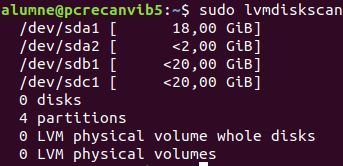 alumne@pcrecanvib5:~$ sudo lvmdiskscan
/dev/sda1 [ 18,00 GiB]
/dev/sda2 [ <2,00 GiB]
/dev/sdb1 [ <20,00 GiB]
/dev/sdc1 [ <20,00 GiB]
0 disks
4 partitions
0 LVM physical volume whole disks
0 LVM physical volumes